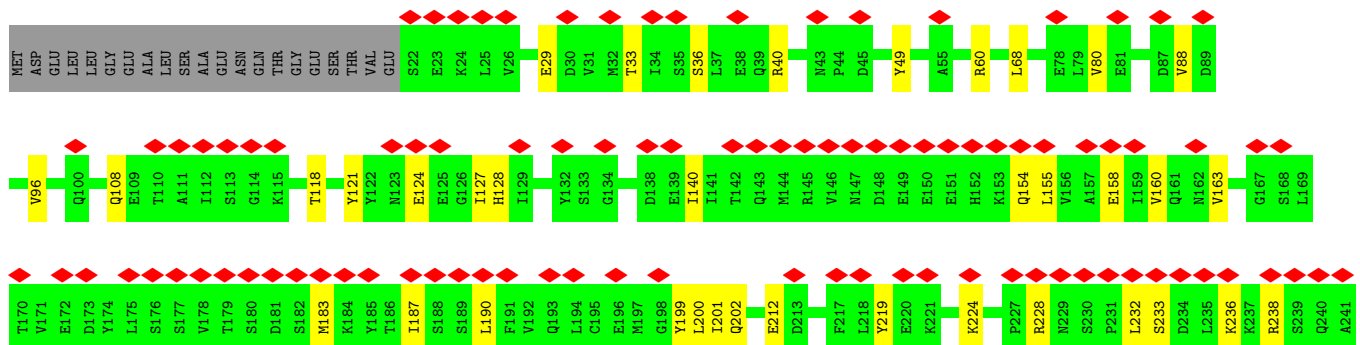 MET ASP GLU LEU LEU GLY GLU ALA LEU SER ALA GLU ASN GLN THR GLY GLU SER THR VAL GLU S22 E23 K24 L25 V26 E29 D30 V31 M32 T33 I34 S35 S36 L37 E38 Q39 R40 N43 P44 D45 Y49 A55 R60 L68 E78 L79 V80 E81 D87 V88 D89
V96 Q100 Q108 E109 T110 A111 I112 S113 G114 K115 T118 Y121 Y122 N123 E124 E125 G126 I127 H128 I129 Y132 S133 G134 D138 E139 I140 I141 T142 Q143 M144 R145 V146 N147 D148 E149 E150 E151 H152 K153 Q154 L155 V156 A157 E158 I159 V160 Q161 N162 V163 G167 S168 L169
T170 V171 E172 D173 Y174 L175 S176 S177 V178 T179 S180 D181 S182 M183 K184 Y185 T186 I187 S188 S189 L190 F191 V192 Q193 L194 C195 E196 M197 G198 Y199 L200 I201 Q202 E212 D213 F217 L218 Y219 E220 K221 K224 P227 R228 N229 S230 P231 L232 S233 D234 L235 K236 K237 R238 S239 Q240 A241